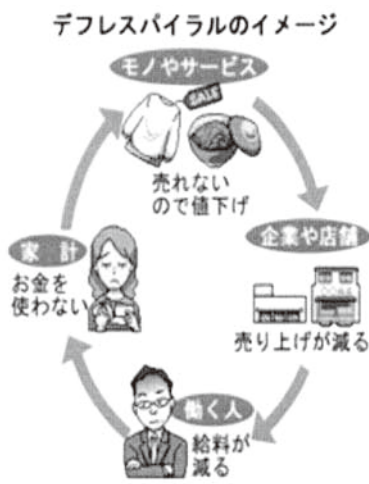 デフレスパイラルのイメージ
モノやサービス
SALE
売れない
ので値下げ
企業や店舗
売り上げが減る
働く人
給料が
減る
家 計
お金を
使わない